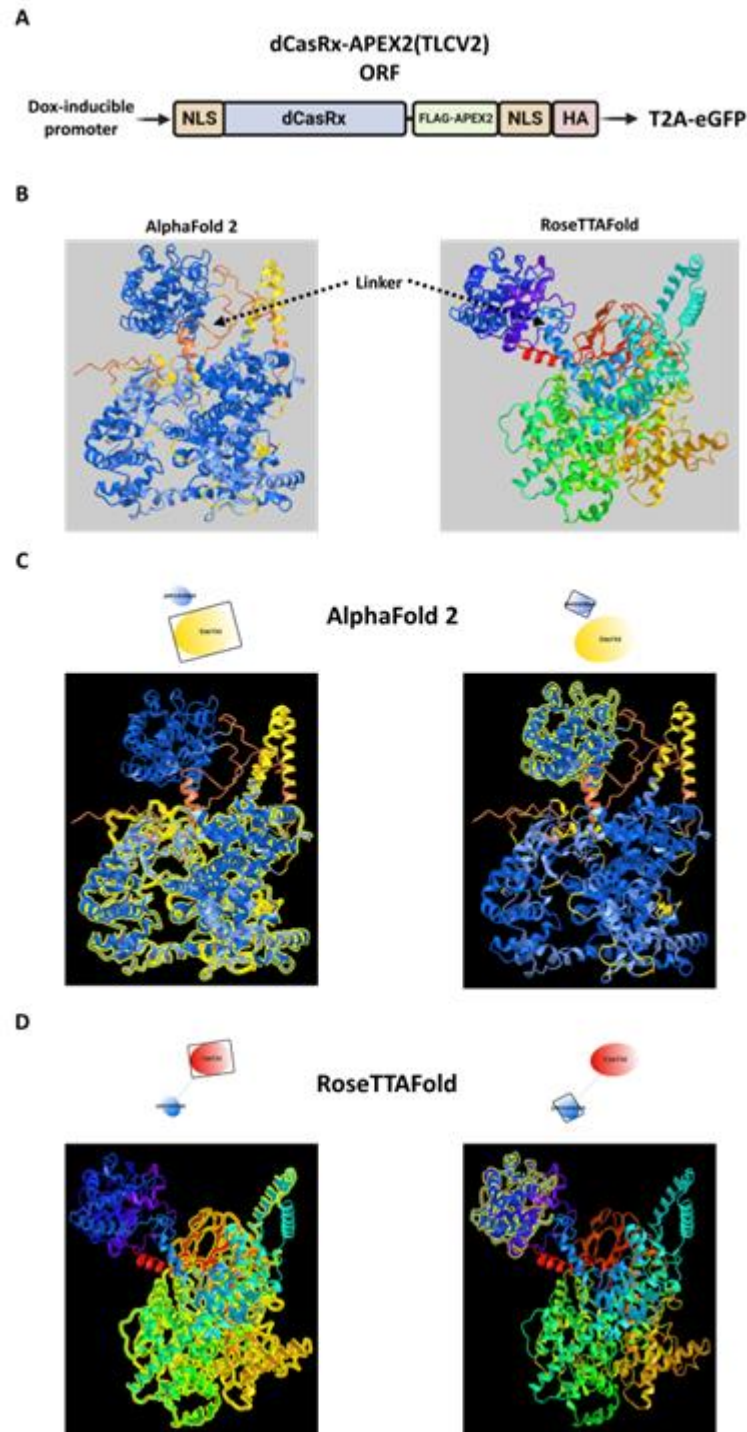 A
dCasRx-APEX2(TLCV2)
ORF
Dox-inducible
promoter
NLS
dCasRx
FLAG-APEX2
NLS
HA
T2A-eGFP
B
AlphaFold 2
RoseTTAFold
Linker
C
AlphaFold 2
D
RoseTTAFold